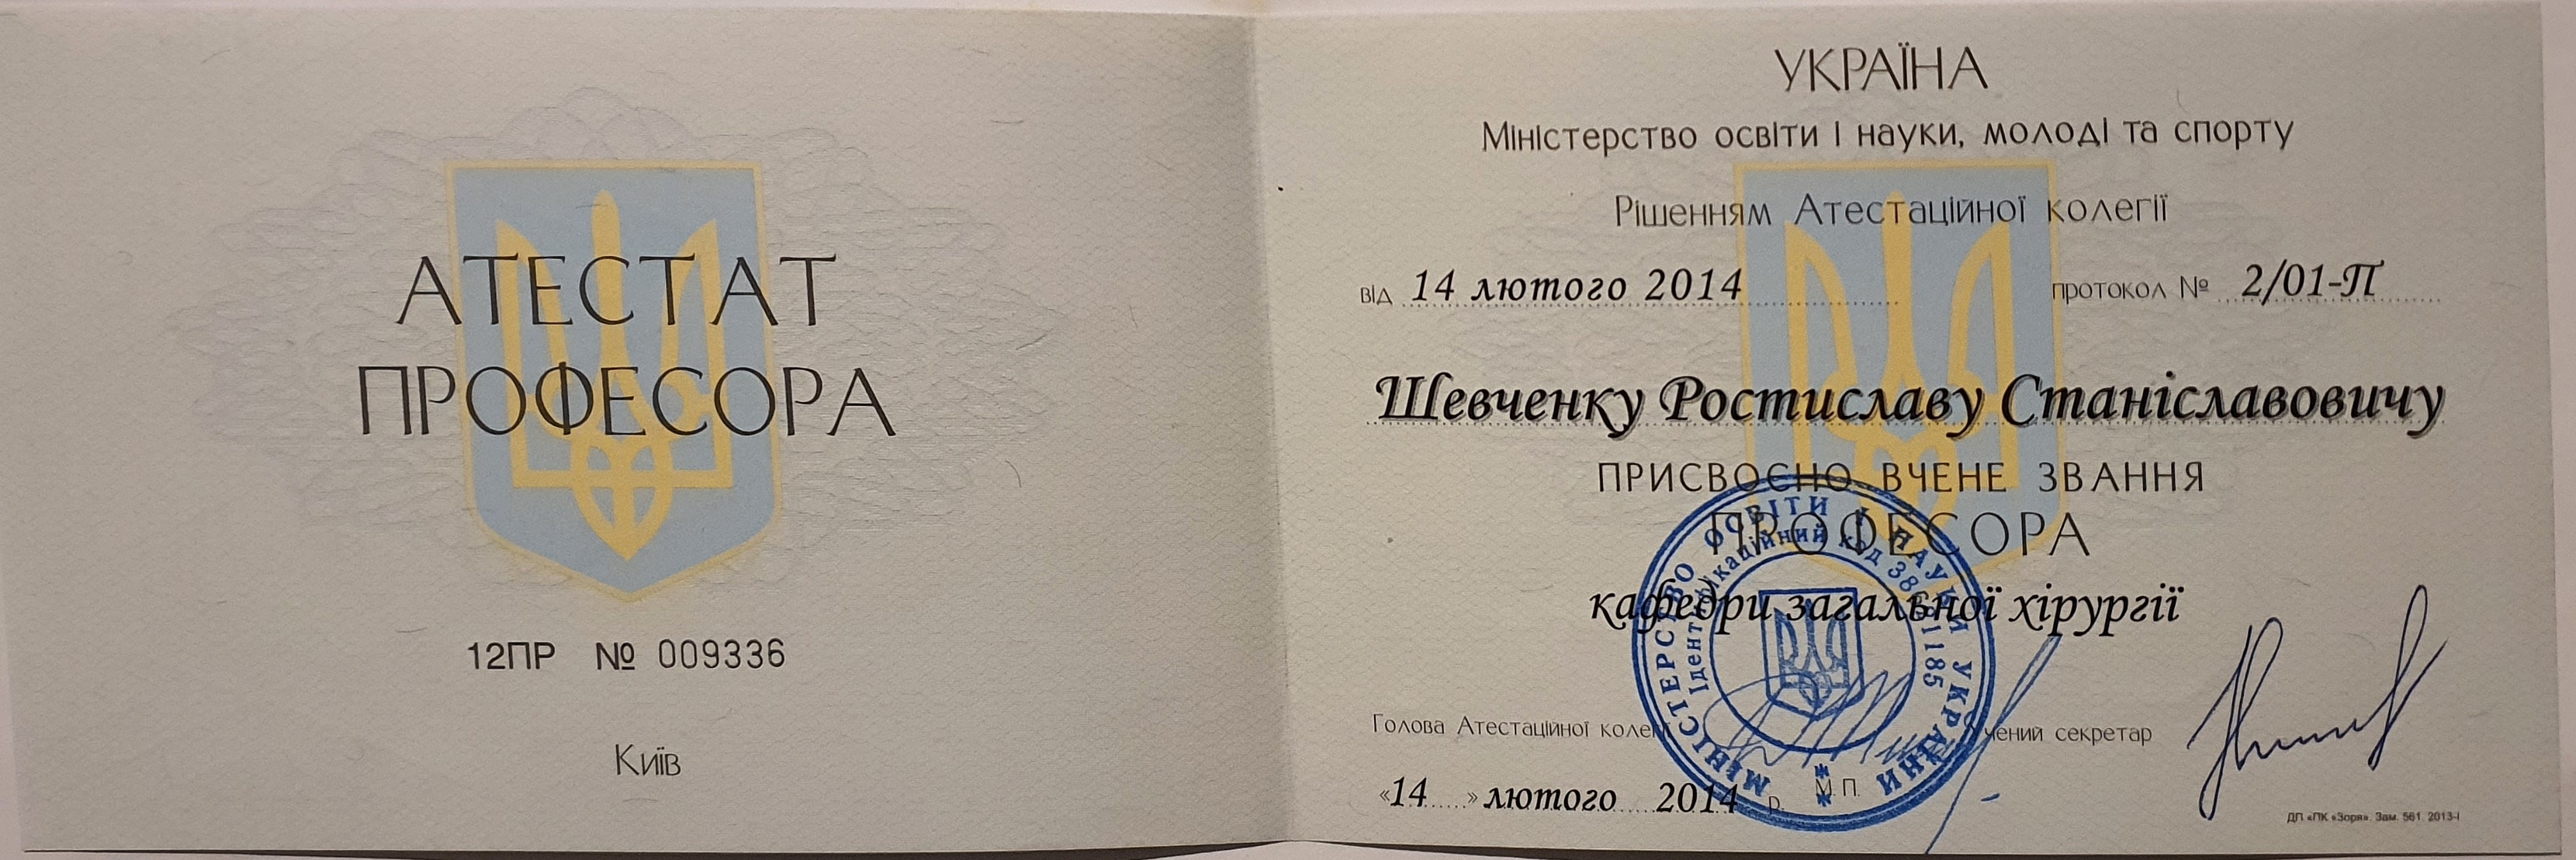 АТЕСТАТ
ПРОФЕСОРА
12ПР № 009336
Київ
УКРАЇНА
Міністерство освіти і науки, молоді та спорту
Рішенням Атестаційної колегії
від 14 лютого 2014 протокол № 2/01-П
Шевченку Ростиславу Станіславовичу
ПРИСВОЄНО ВЧЕНЕ ЗВАННЯ
ПРОФЕСОРА
кафедри загальної хірургії
Голова Атестаційної колегії Вчений секретар
«14» лютого 2014 р. М.П.
МІНІСТЕРСТВО ОСВІТИ І НАУКИ УКРАЇНИ
Ідентифікаційний код
ДП «ПК «Зоря». Зам. 561. 2013-І